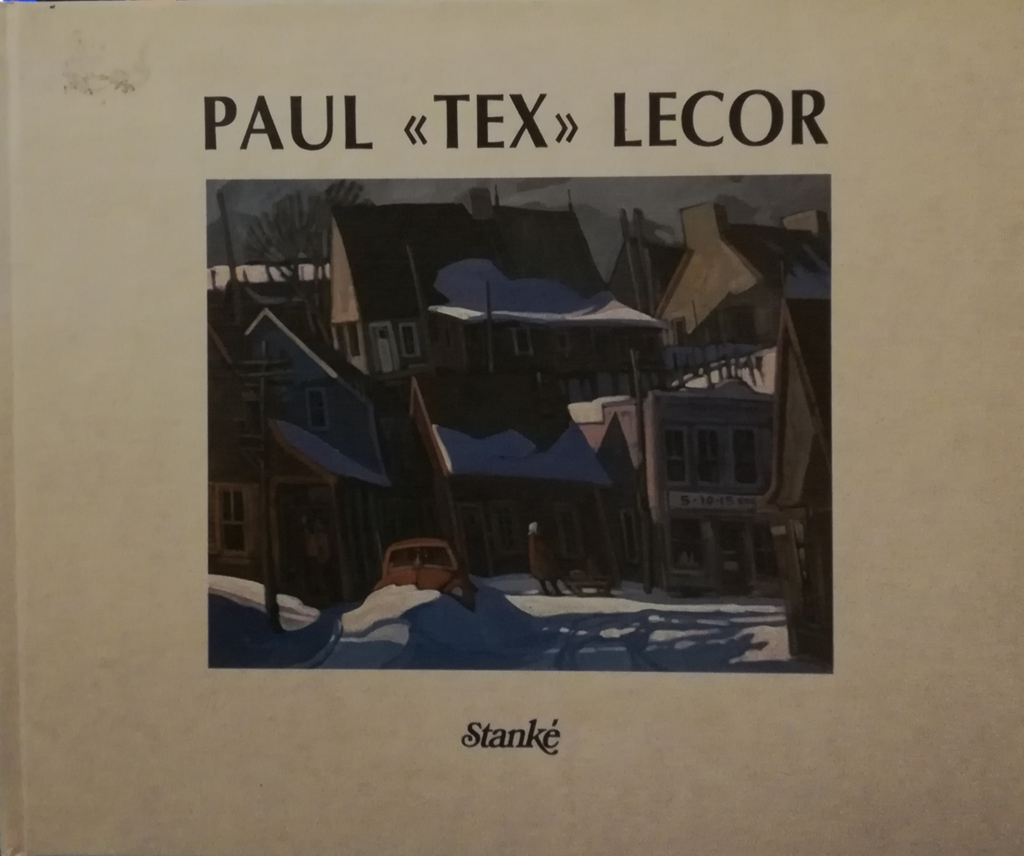 PAUL «TEX» LECOR
5-10-15
Stanké